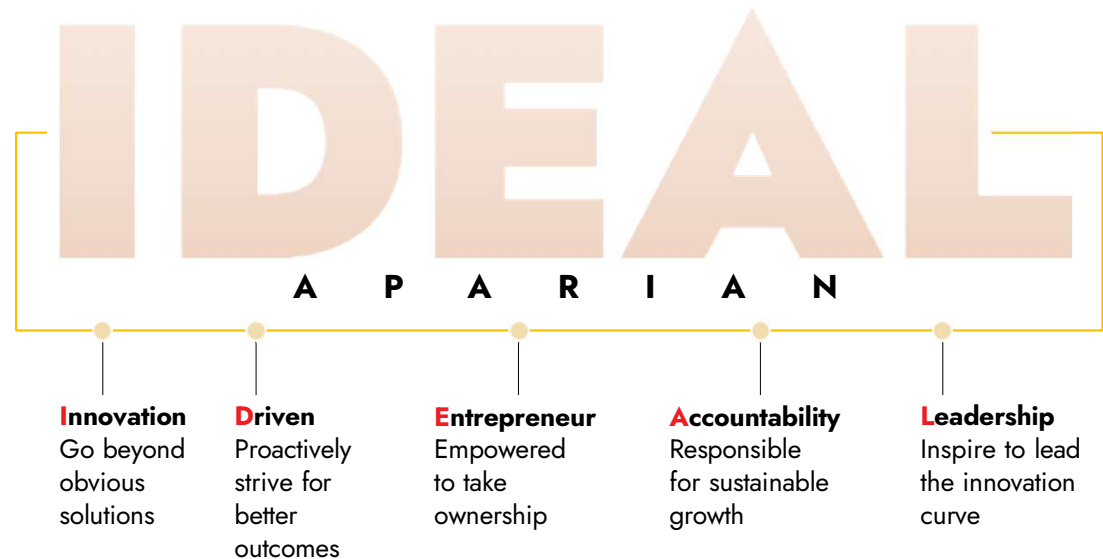 IDEAL
APARIAN
Innovation
Go beyond
obvious
solutions
Driven
Proactively
strive for
better
outcomes
Entrepreneur
Empowered
to take
ownership
Accountability
Responsible
for sustainable
growth
Leadership
Inspire to lead
the innovation
curve